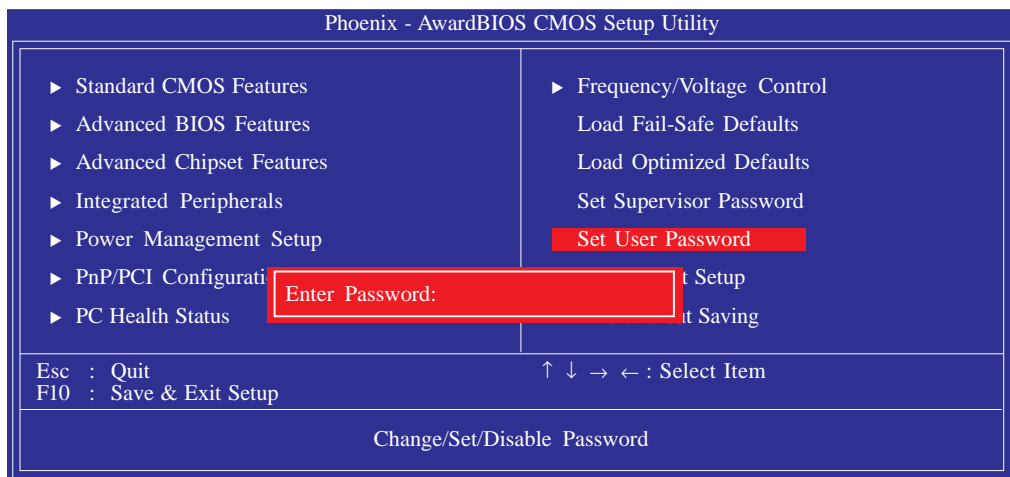 Phoenix - AwardBIOS CMOS Setup Utility
▶ Standard CMOS Features
▶ Advanced BIOS Features
▶ Advanced Chipset Features
▶ Integrated Peripherals
▶ Power Management Setup
▶ PnP/PCI Configurati
▶ PC Health Status
▶ Frequency/Voltage Control
Load Fail-Safe Defaults
Load Optimized Defaults
Set Supervisor Password
Set User Password
t Setup
ut Saving
Enter Password:
Esc : Quit
F10 : Save & Exit Setup
↑ ↓ → ← : Select Item
Change/Set/Disable Password